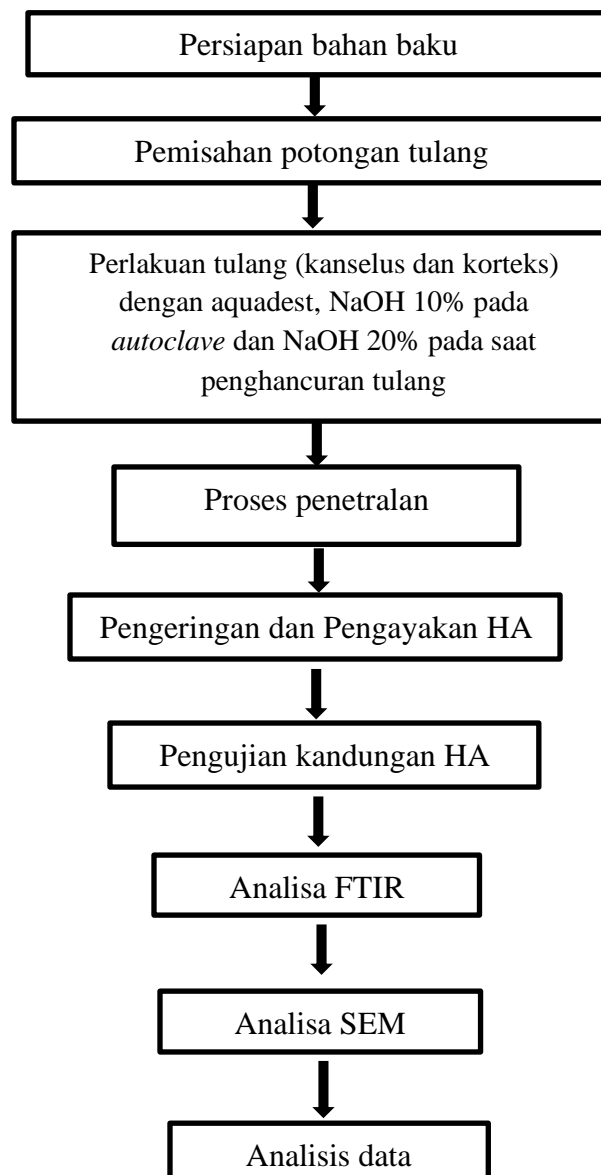 Persiapan bahan baku
Pemisahan potongan tulang
Perlakuan tulang (kanselus dan korteks)
dengan aquadest, NaOH 10% pada
autoclave dan NaOH 20% pada saat
penghancuran tulang
Proses penetralan
Pengeringan dan Pengayakan HA
Pengujian kandungan HA
Analisa FTIR
Analisa SEM
Analisis data